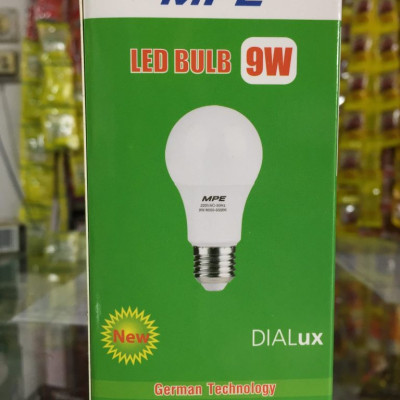 MPE
LED BULB 9W
MPE
New
DIALux
German Technology